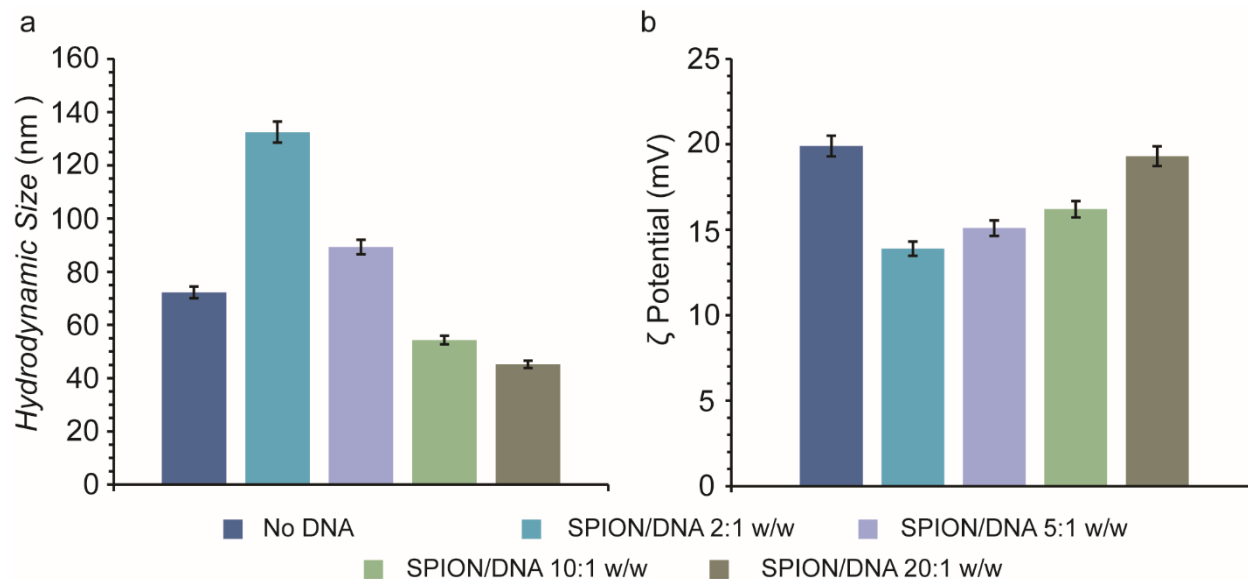 a
b
Hydrodynamic Size (nm )
160
140
120
100
80
60
40
20
0
ζ Potential (mV)
25
20
15
10
5
0
No DNA
SPION/DNA 2:1 w/w
SPION/DNA 5:1 w/w
SPION/DNA 10:1 w/w
SPION/DNA 20:1 w/w